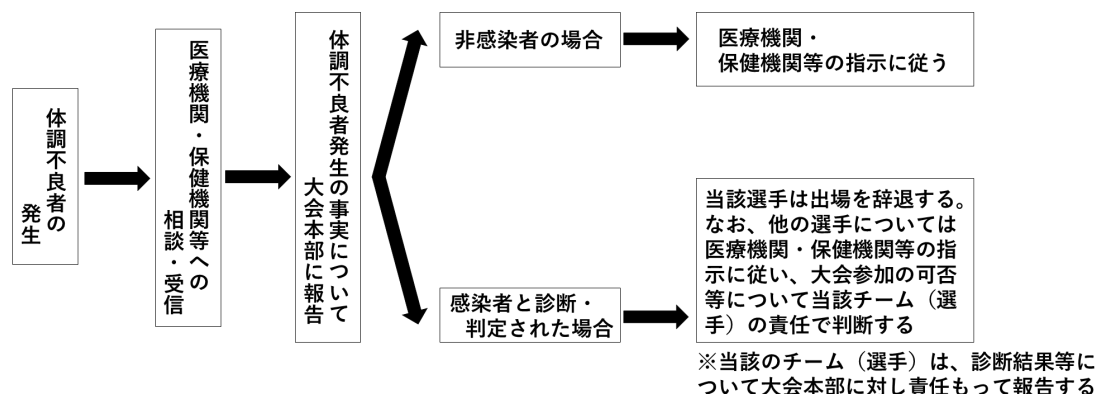 体調不良者の
発生
医療機関・保健機関等への
相談・受信
体調不良者発生の事実について
大会本部に報告
非感染者の場合
医療機関・
保健機関等の指示に従う
感染者と診断・
判定された場合
当該選手は出場を辞退する。
なお、他の選手については
医療機関・保健機関等の指
示に従い、大会参加の可否
等について当該チーム（選
手）の責任で判断する
※当該のチーム（選手）は、診断結果等に
ついて大会本部に対し責任もって報告する